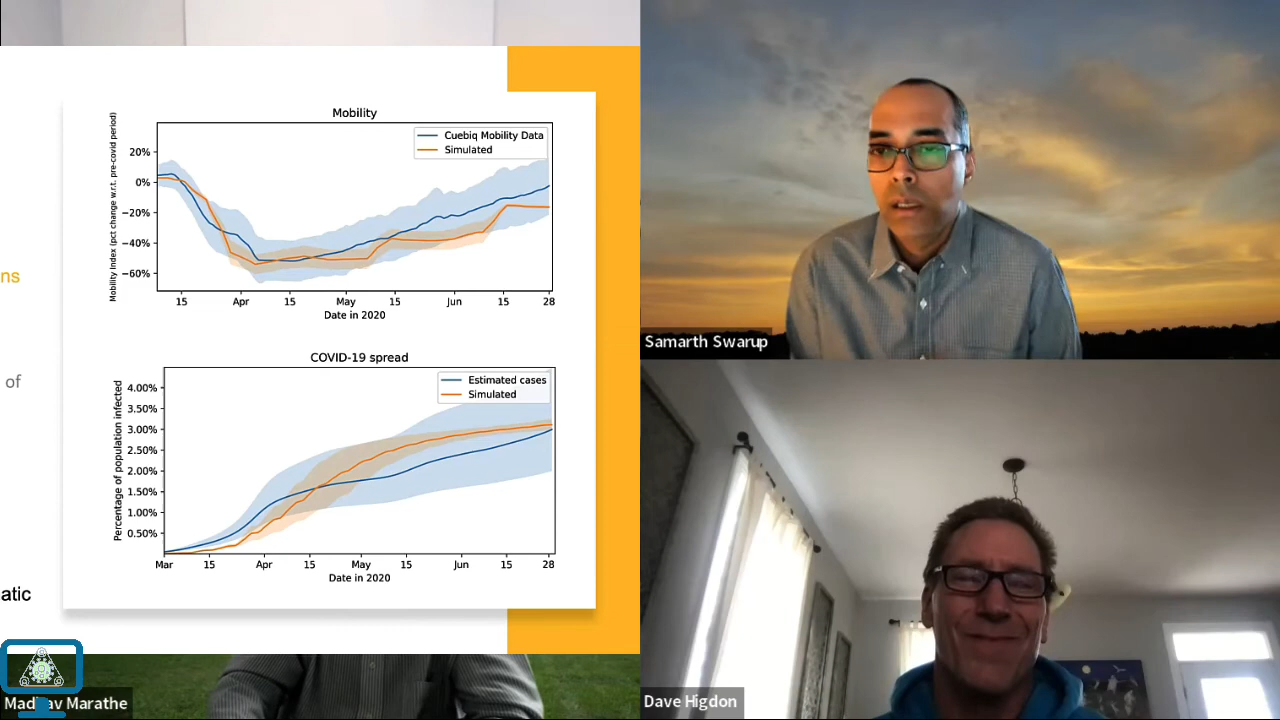 ns
of
atic
Mobility
Mobility Index (pct change w.r.t. pre-covid period)
Cuebiq Mobility Data
Simulated
20%
0%
−20%
−40%
−60%
15 Apr 15 May 15 Jun 15 28
Date in 2020
COVID-19 spread
Percentage of population infected
Estimated cases
Simulated
4.00%
3.50%
3.00%
2.50%
2.00%
1.50%
1.00%
0.50%
Mar 15 Apr 15 May 15 Jun 15 28
Date in 2020
Samarth Swarup
Dave Higdon
Madhav Marathe